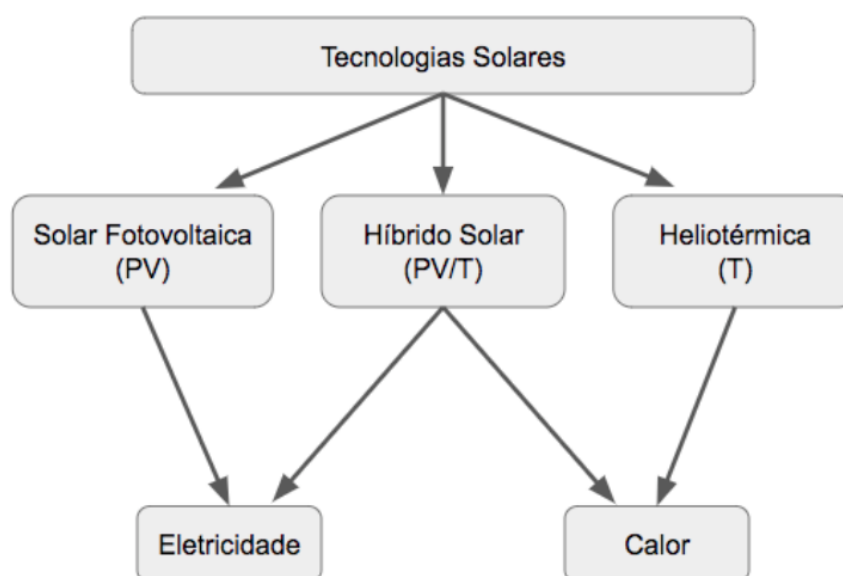 Tecnologias Solares
Solar Fotovoltaica
(PV)
Híbrido Solar
(PV/T)
Heliotérmica
(T)
Eletricidade
Calor